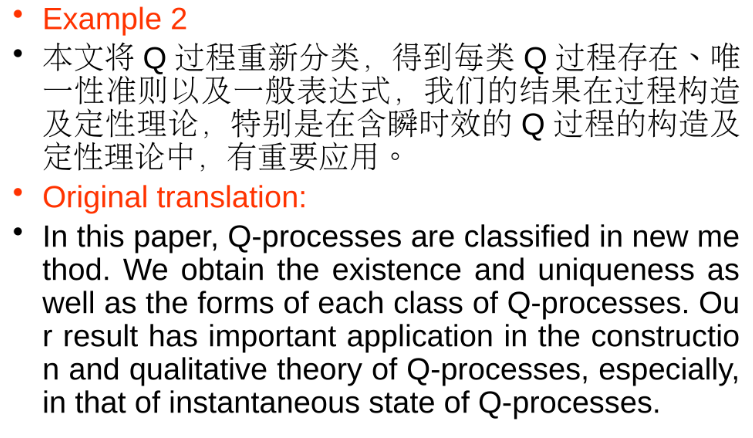 • Example 2
• 本文将 Q 过程重新分类，得到每类 Q 过程存在、唯
一性准则以及一般表达式，我们的结果在过程构造
及定性理论，特别是在含瞬时效的 Q 过程的构造及
定性理论中，有重要应用。
• Original translation:
• In this paper, Q-processes are classified in new me
thod. We obtain the existence and uniqueness as
well as the forms of each class of Q-processes. Ou
r result has important application in the constructio
n and qualitative theory of Q-processes, especially,
in that of instantaneous state of Q-processes.